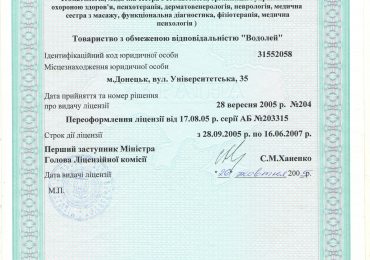 охороною здоров'я, психотерапія, дерматовенерологія, неврологія, медична
сестра з масажу, функціональна діагностика, фізіотерапія, медична
психологія )
Товариство з обмеженою відповідальністю "Водолей"
Ідентифікаційний код юридичної особи 31552058
Місцезнаходження юридичної особи
м.Донецьк, вул. Університетська, 35
Дата прийняття та номер рішення
про видачу ліцензії 28 вересня 2005 р. №204
Переоформлення ліцензії від 17.08.05 р. серії АБ №203315
Строк дії ліцензії з 28.09.2005 р. по 16.06.2007 р.
Перший заступник Міністра
Голова Ліцензійної комісії С.М.Ханенко
Дата видачі ліцензії жовтня 200 р.
М.П.